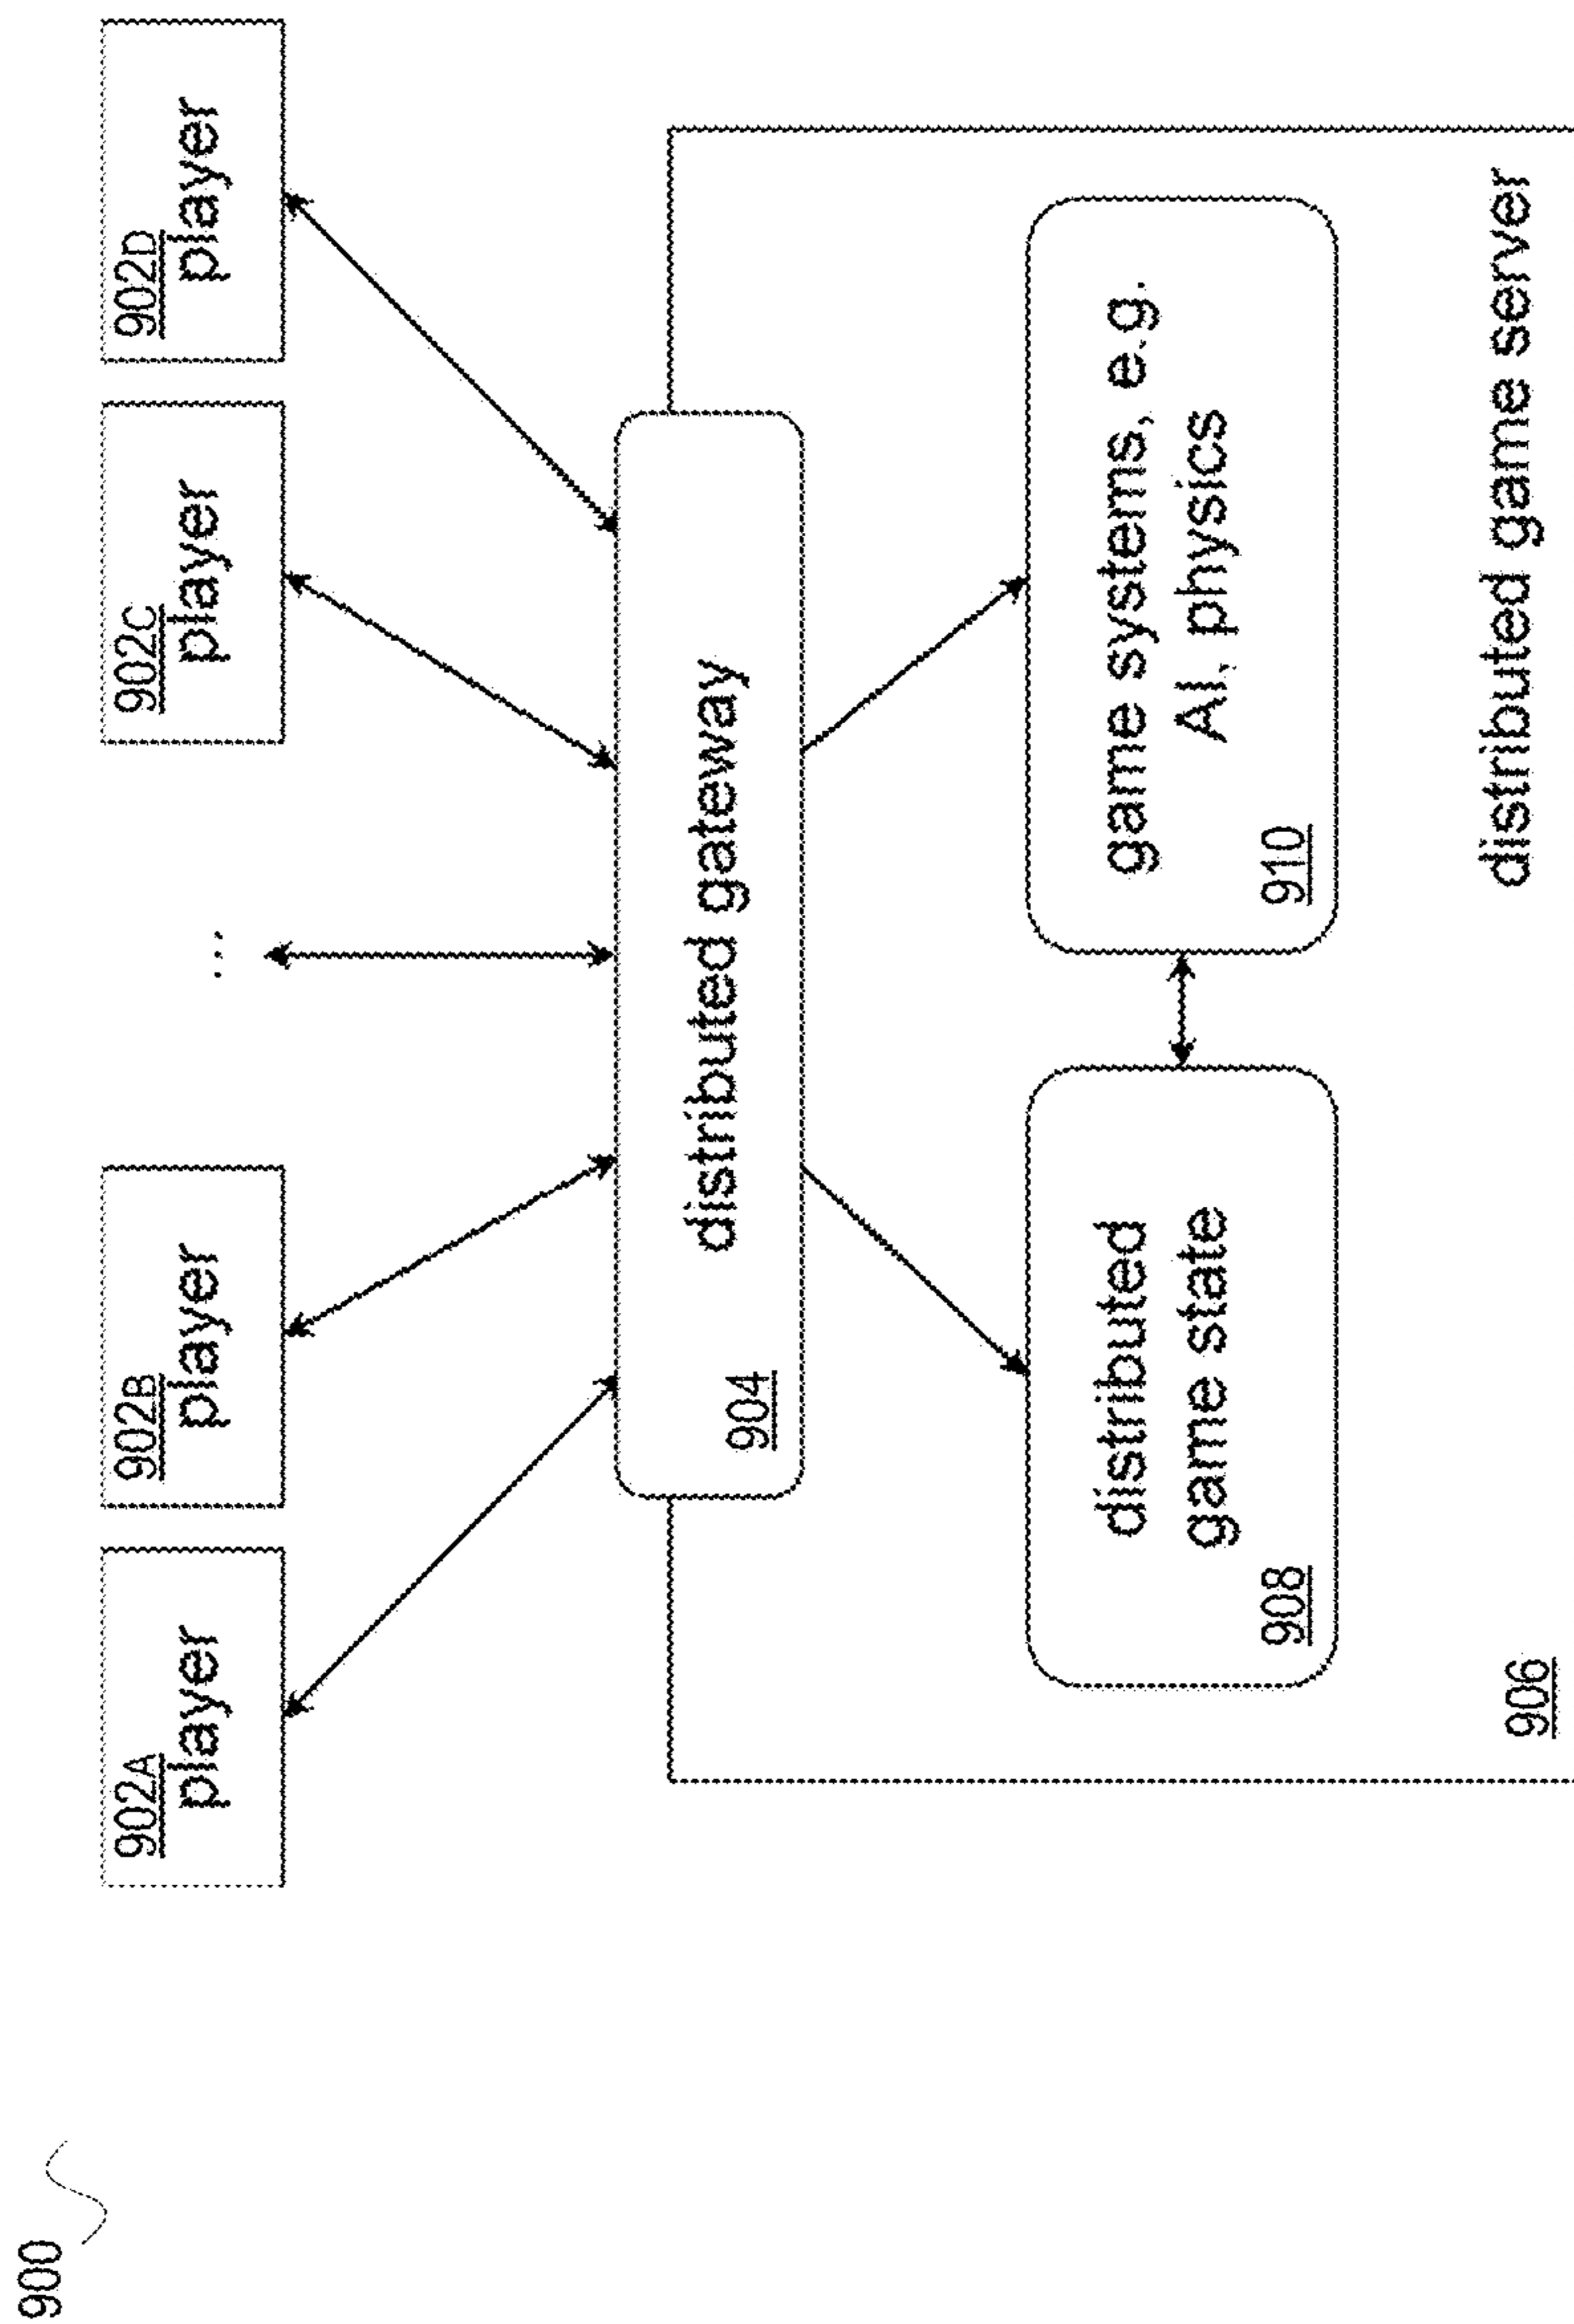 900
902A
player
902B
player
...
902C
player
902D
player
distributed gateway
904
distributed
game state
908
game systems, e.g.
AI, physics
910
906
distributed game server